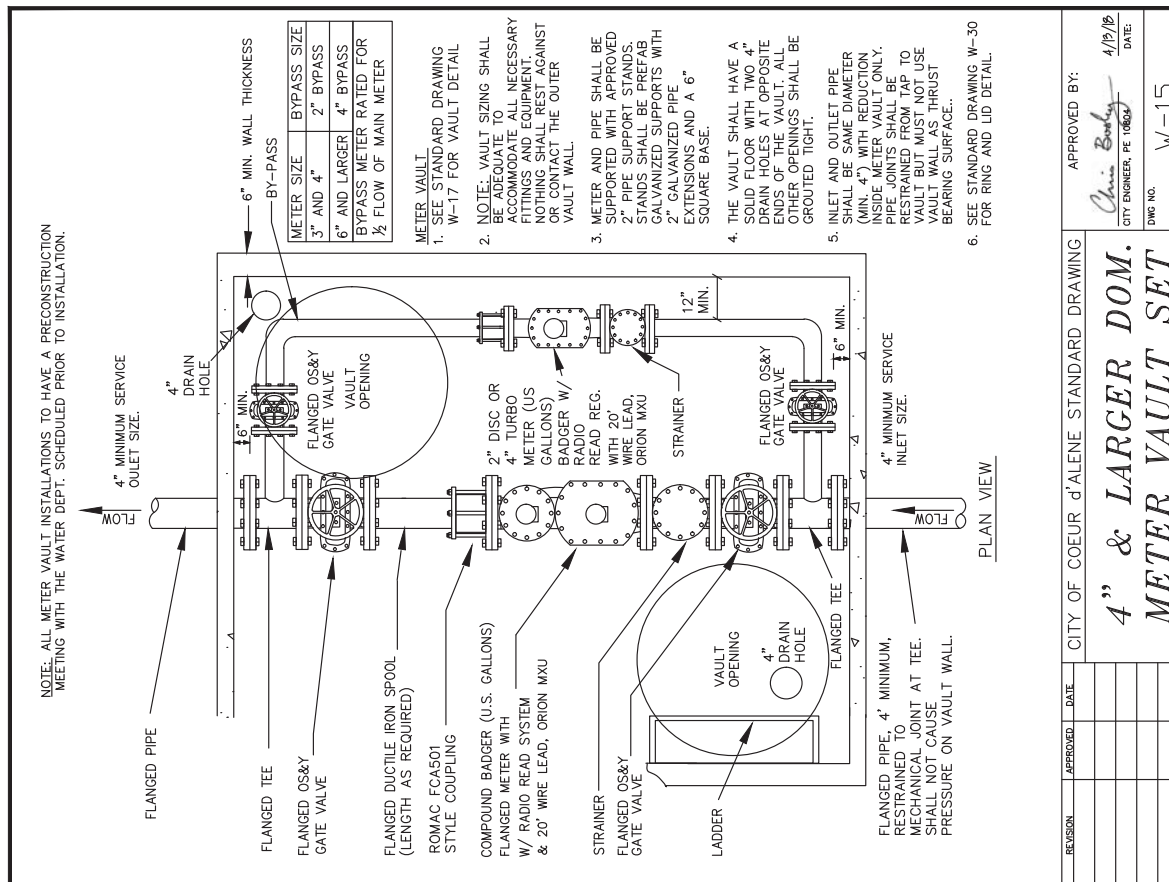 NOTE: ALL METER VAULT INSTALLATIONS TO HAVE A PRECONSTRUCTION
MEETING WITH THE WATER DEPT. SCHEDULED PRIOR TO INSTALLATION.
FLANGED PIPE
FLANGED TEE
FLANGED OS&Y
GATE VALVE
FLANGED DUCTILE IRON SPOOL
(LENGTH AS REQUIRED)
ROMAC FCA501
STYLE COUPLING
COMPOUND BADGER (U.S. GALLONS)
FLANGED METER WITH
W/ RADIO READ SYSTEM
& 20' WIRE LEAD, ORION MXU
STRAINER
FLANGED OS&Y
GATE VALVE
LADDER
FLANGED PIPE, 4' MINIMUM,
RESTRAINED TO
MECHANICAL JOINT AT TEE.
SHALL NOT CAUSE
PRESSURE ON VAULT WALL.
4" MINIMUM SERVICE
OULET SIZE.
FLOW
4"
DRAIN
HOLE
6" MIN.
FLANGED OS&Y
GATE VALVE
VAULT
OPENING
2" DISC OR
4" TURBO
METER (US
GALLONS)
BADGER W/
RADIO
READ REG.
WITH 20'
WIRE LEAD,
ORION MXU
STRAINER
12"
MIN.
FLANGED OS&Y
GATE VALVE
6" MIN.
4" MINIMUM SERVICE
INLET SIZE.
VAULT
OPENING
4"
DRAIN
HOLE
FLANGED TEE
FLOW
PLAN VIEW
6" MIN. WALL THICKNESS
BY-PASS
METER SIZE BYPASS SIZE
3" AND 4" 2" BYPASS
6" AND LARGER 4" BYPASS
BYPASS METER RATED FOR
½ FLOW OF MAIN METER
METER VAULT
1. SEE STANDARD DRAWING
W-17 FOR VAULT DETAIL
2. NOTE: VAULT SIZING SHALL
BE ADEQUATE TO
ACCOMMODATE ALL NECESSARY
FITTINGS AND EQUIPMENT.
NOTHING SHALL REST AGAINST
OR CONTACT THE OUTER
VAULT WALL.
3. METER AND PIPE SHALL BE
SUPPORTED WITH APPROVED
2" PIPE SUPPORT STANDS.
STANDS SHALL BE PREFAB
GALVANIZED SUPPORTS WITH
2" GALVANIZED PIPE
EXTENSIONS AND A 6"
SQUARE BASE.
4. THE VAULT SHALL HAVE A
SOLID FLOOR WITH TWO 4"
DRAIN HOLES AT OPPOSITE
ENDS OF THE VAULT. ALL
OTHER OPENINGS SHALL BE
GROUTED TIGHT.
5. INLET AND OUTLET PIPE
SHALL BE SAME DIAMETER
(MIN. 4") WITH REDUCTION
INSIDE METER VAULT ONLY.
PIPE JOINTS SHALL BE
RESTRAINED FROM TAP TO
VAULT BUT MUST NOT USE
VAULT WALL AS THRUST
BEARING SURFACE..
6. SEE STANDARD DRAWING W-30
FOR RING AND LID DETAIL.
REVISION APPROVED DATE
CITY OF COEUR d'ALENE STANDARD DRAWING
4" & LARGER DOM.
METER VAULT SET
APPROVED BY:
4/13/18
CITY ENGINEER, PE 10804 DATE:
DWG NO.
W-15